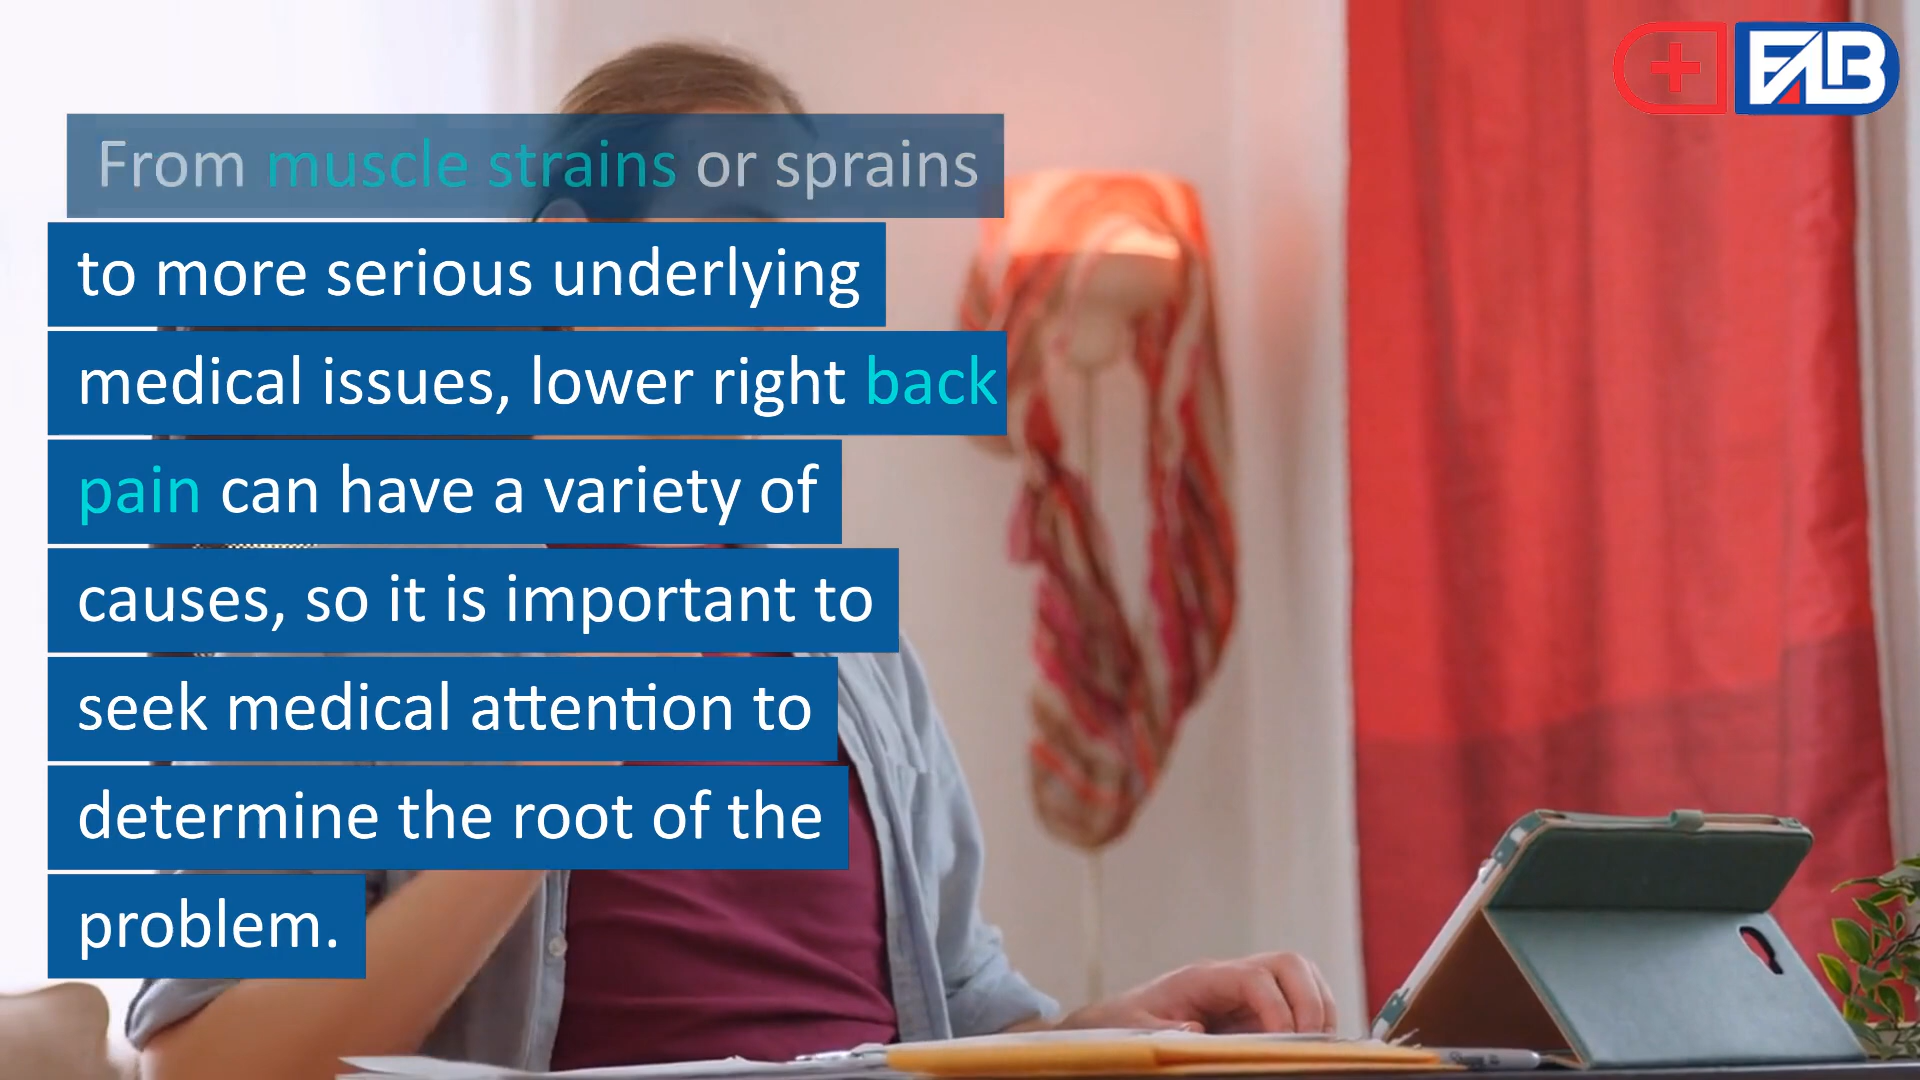 FAB
From muscle strains or sprains
to more serious underlying
medical issues, lower right back
pain can have a variety of
causes, so it is important to
seek medical attention to
determine the root of the
problem.